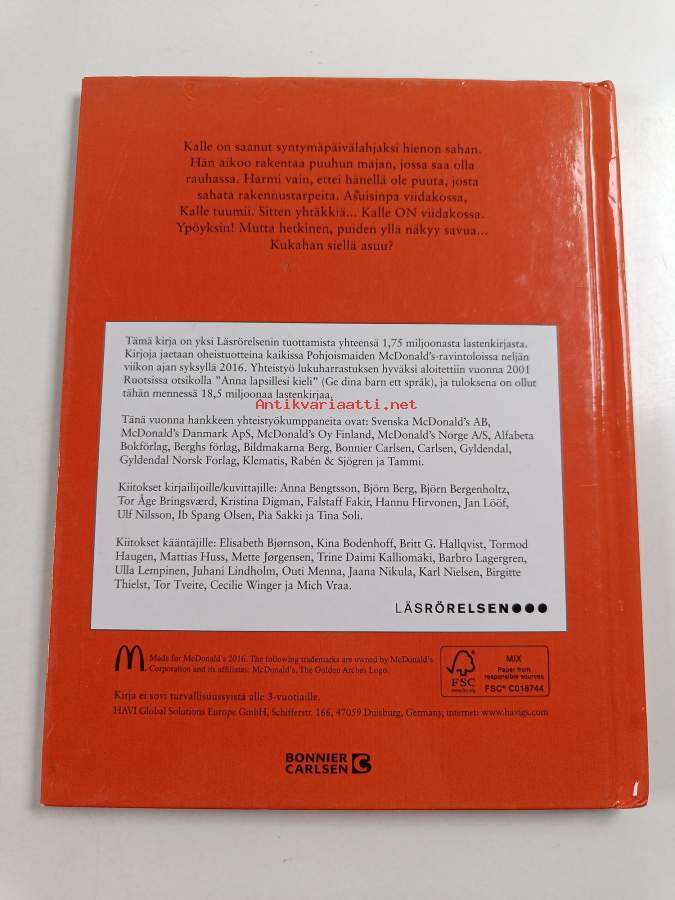 Kalle on saanut syntymäpäivälahjaksi hienon sahan.
Hän aikoo rakentaa puuhun majan, jossa saa olla
rauhassa. Harmi vain, ettei hänellä ole puuta, josta
sahata rakennustarpeita. Asuisinpa viidakossa,
Kalle tuumii. Sitten yhtäkkiä... Kalle ON viidakossa.
Ypöyksin! Mutta hetkinen, puiden yllä näkyy savua...
Kukahan siellä asuu?
Tämä kirja on yksi Läsrörelsenin tuottamista yhteensä 1,75 miljoonasta lastenkirjasta.
Kirjoja jaetaan oheistuotteina kaikissa Pohjoismaiden McDonald's-ravintoloissa neljän
viikon ajan syksyllä 2016. Yhteistyö lukuharrastuksen hyväksi aloitettiin vuonna 2001
Ruotsissa otsikolla "Anna lapsillesi kieli" (Ge dina barn ett språk), ja tuloksena on ollut
tähän mennessä 18,5 miljoonaa lastenkirjaa.
Antikvariaatti.net
Tänä vuonna hankkeen yhteistyökumppaneita ovat: Svenska McDonald's AB,
McDonald's Danmark ApS, McDonald's Oy Finland, McDonald's Norge A/S, Alfabeta
Bokförlag, Berghs förlag, Bildmakarna Berg, Bonnier Carlsen, Carlsen, Gyldendal,
Gyldendal Norsk Forlag, Klematis, Rabén & Sjögren ja Tammi.
Kiitokset kirjailijoille/kuvittajille: Anna Bengtsson, Björn Berg, Björn Bergenholtz,
Tor Åge Bringsværd, Kristina Digman, Falstaff Fakir, Hannu Hirvonen, Jan Lööf,
Ulf Nilsson, Ib Spang Olsen, Pia Sakki ja Tina Soli.
Kiitokset kääntäjille: Elisabeth Bjørnson, Kina Bodenhoff, Britt G. Hallqvist, Tormod
Haugen, Mattias Huss, Mette Jørgensen, Trine Daimi Kalliomäki, Barbro Lagergren,
Ulla Lempinen, Juhani Lindholm, Outi Menna, Jaana Nikula, Karl Nielsen, Birgitte
Thielst, Tor Tveite, Cecilie Winger ja Mich Vraa.
LÄSRÖRELSEN
Made for McDonald's 2016. The following trademarks are owned by McDonald's
Corporation and its affiliates: McDonald's, The Golden Arches Logo.
FSC
www.fsc.org
MIX
Paper from
responsible sources
FSC® C018744
Kirja ei sovi turvallisuussyistä alle 3-vuotiaille.
HAVI Global Solutions Europe GmbH, Schifferstr. 166, 47059 Duisburg, Germany, internet: www.havigs.com
BONNIER
CARLSEN